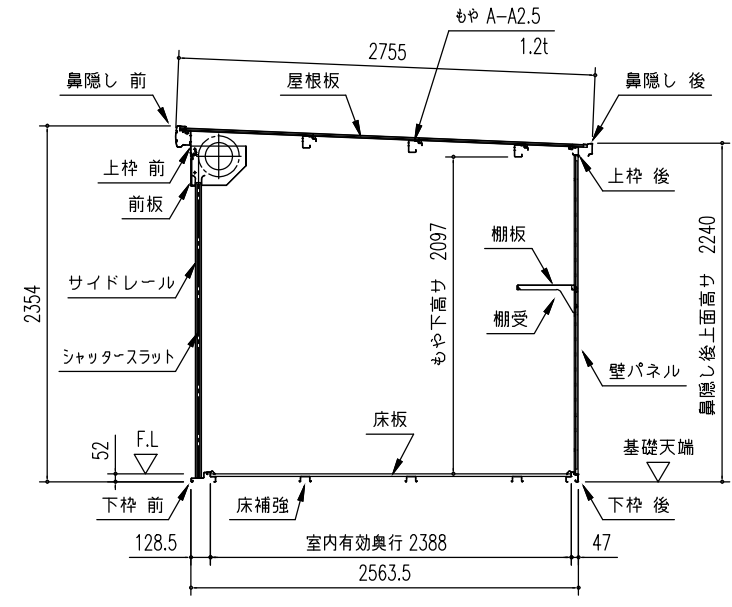 もや A-A2.5
1.2t
2755
鼻隠し 前
屋根板
鼻隠し 後
上枠 前
上枠 後
前板
2354
もや下高サ 2097
鼻隠し後上面高サ 2240
棚板
サイドレール
棚受
シャッタースラット
壁パネル
床板
52
F.L
基礎天端
下枠 前
床補強
下枠 後
128.5
室内有効奥行 2388
47
2563.5